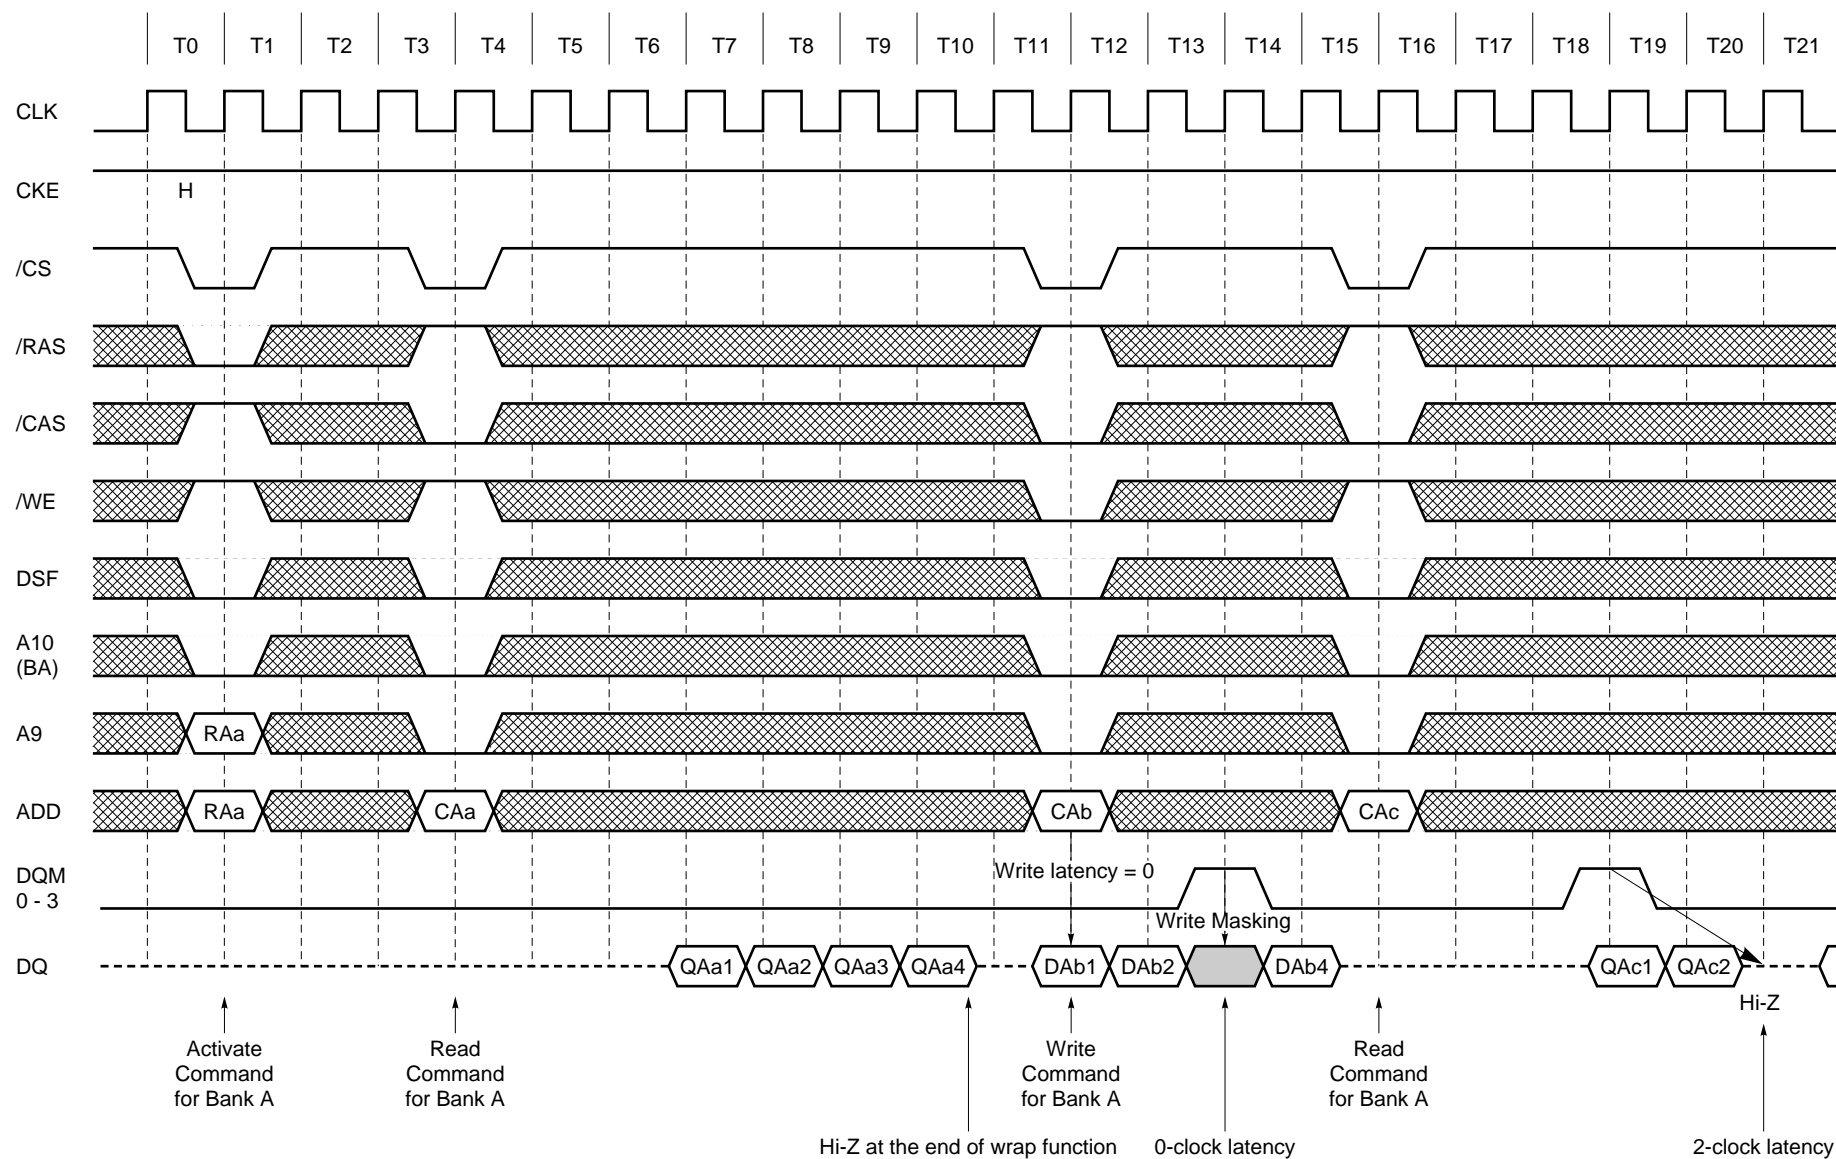 T0 T1 T2 T3 T4 T5 T6 T7 T8 T9 T10 T11 T12 T13 T14 T15 T16 T17 T18 T19 T20 T21
CLK
CKE H
/CS
/RAS
/CAS
/WE
DSF
A10
(BA)
A9 RAa
ADD RAa CAa CAb CAc
DQM
0 - 3
Write latency = 0
Write Masking
DQ QAa1 QAa2 QAa3 QAa4 DAb1 DAb2 DAb4 QAc1 QAc2
Hi-Z
Activate
Command
for Bank A
Read
Command
for Bank A
Write
Command
for Bank A
Read
Command
for Bank A
Hi-Z at the end of wrap function
0-clock latency
2-clock latency